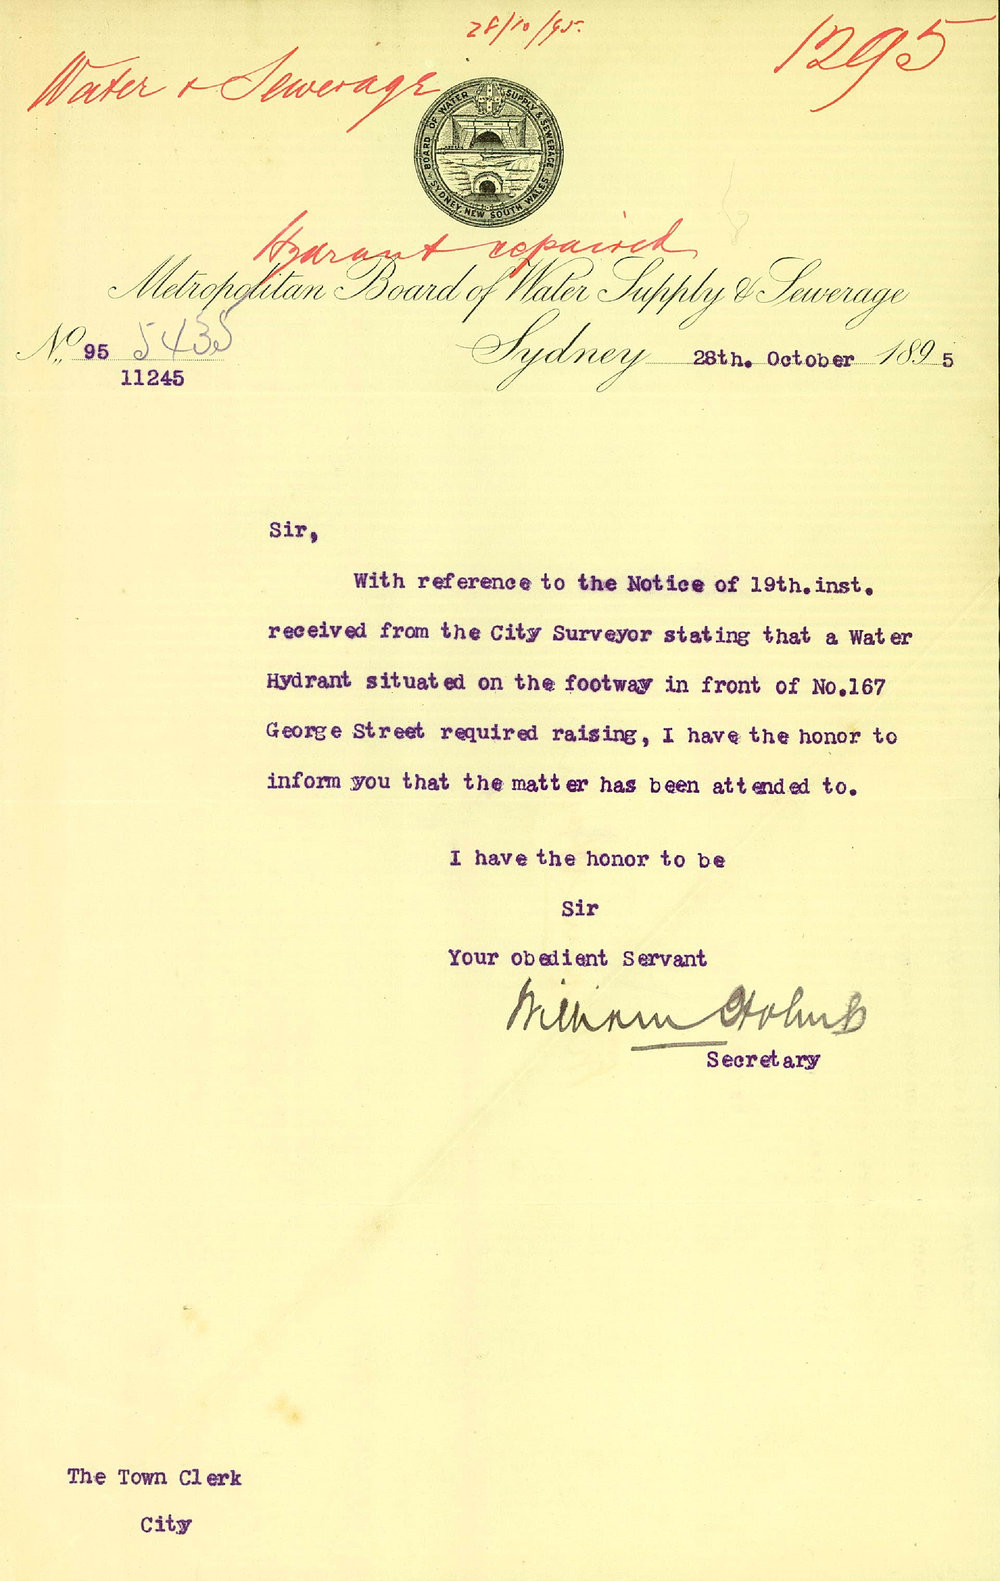 28/10/95.
1295
Water & Sewerage
BOARD OF WATER SUPPLY & SEWERAGE
SYDNEY, NEW SOUTH WALES
Hydrant repaired
Metropolitan Board of Water Supply & Sewerage
No. 95 5435
11245
Sydney 28th. October 1895
Sir,
With reference to the Notice of 19th.inst.
received from the City Surveyor stating that a Water
Hydrant situated on the footway in front of No.167
George Street required raising, I have the honor to
inform you that the matter has been attended to.
I have the honor to be
Sir
Your obedient Servant
William Holmes
Secretary
The Town Clerk
City